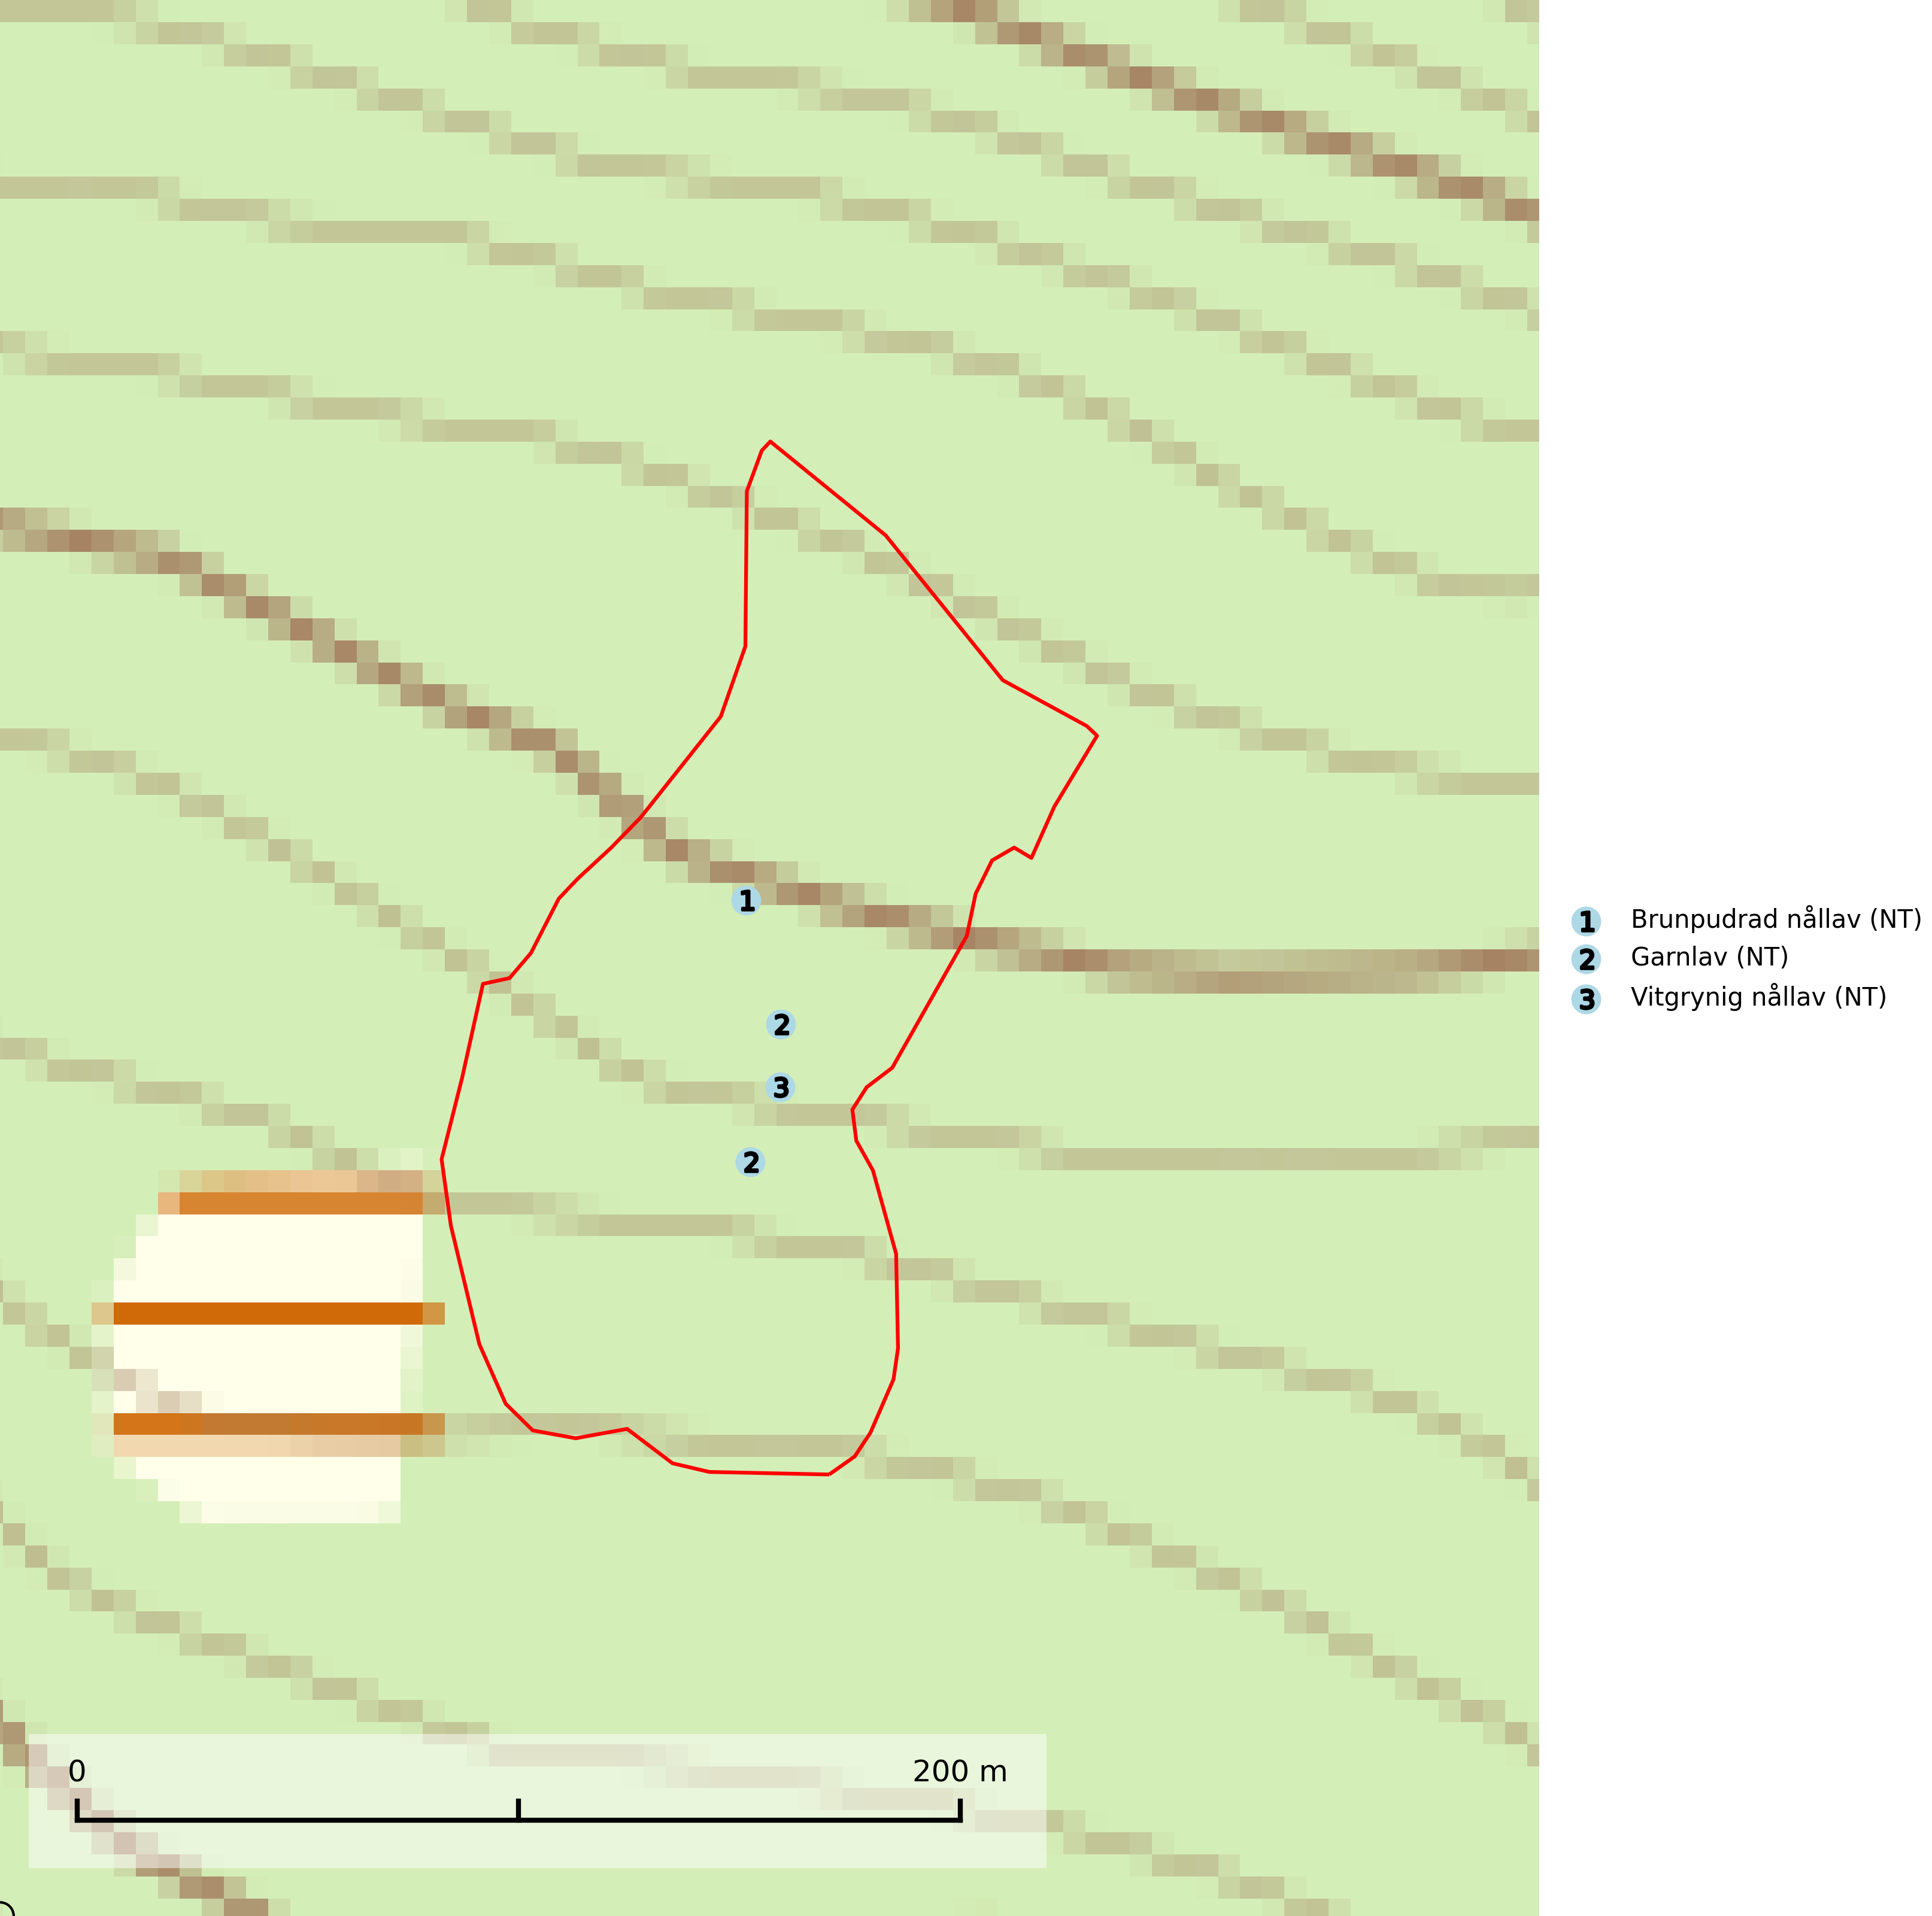 1
2
3
2
1 Brunpudrad nållav (NT)
2 Garnlav (NT)
3 Vitgrynig nållav (NT)
0 200 m